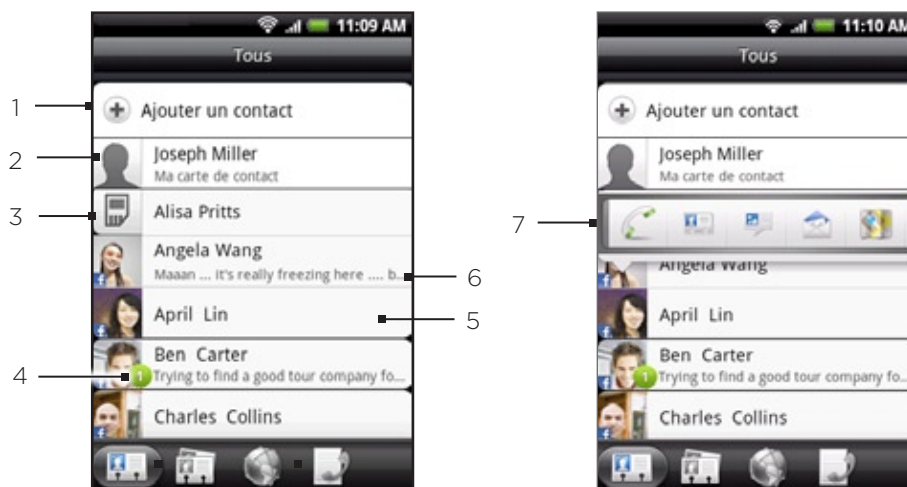 11:09 AM
Tous
1
Ajouter un contact
2
Joseph Miller
Ma carte de contact
3
Alisa Pritts
Angela Wang
Maaan ... it's really freezing here .... b...
6
April Lin
5
Ben Carter
4
1
Trying to find a good tour company fo...
Charles Collins
11:10 AM
Tous
Ajouter un contact
Joseph Miller
Ma carte de contact
7
Angela Wang
April Lin
Ben Carter
1
Trying to find a good tour company fo...
Charles Collins